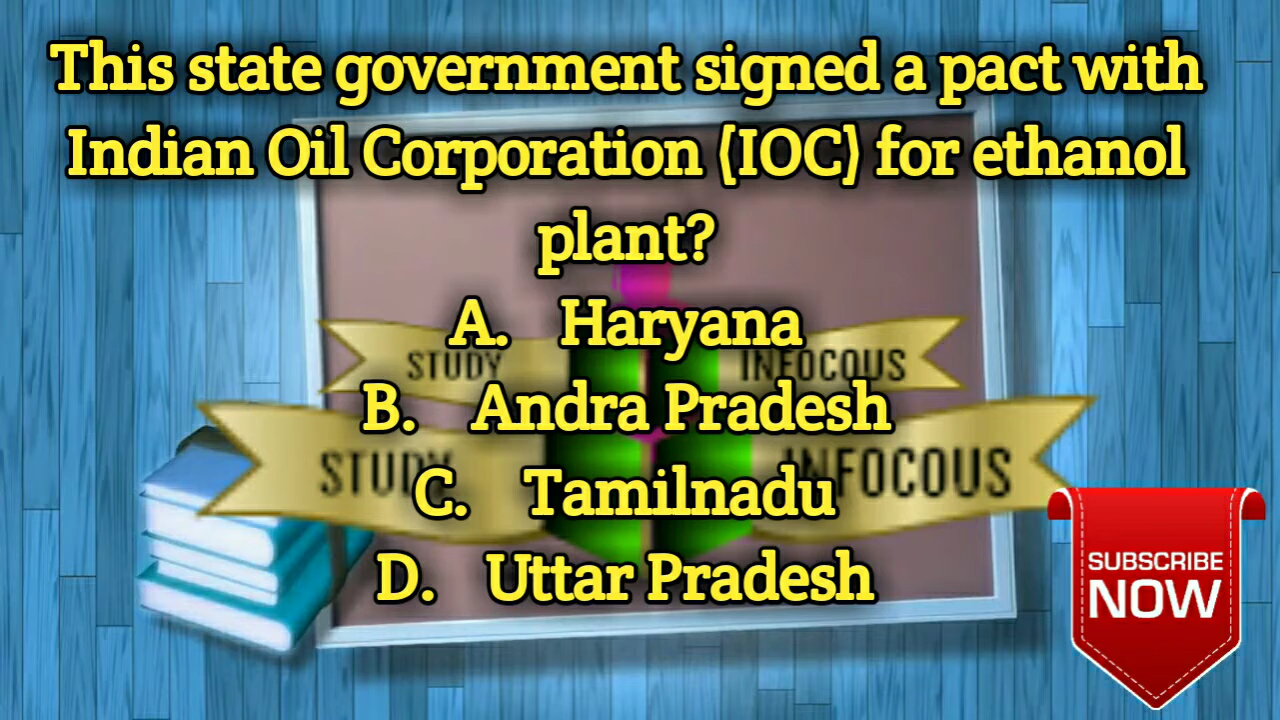 This state government signed a pact with
Indian Oil Corporation (IOC) for ethanol
plant?
A. Haryana
STUDY INFOCOUS
B. Andra Pradesh
STUDY INFOCOUS
C. Tamilnadu
D. Uttar Pradesh
SUBSCRIBE
NOW